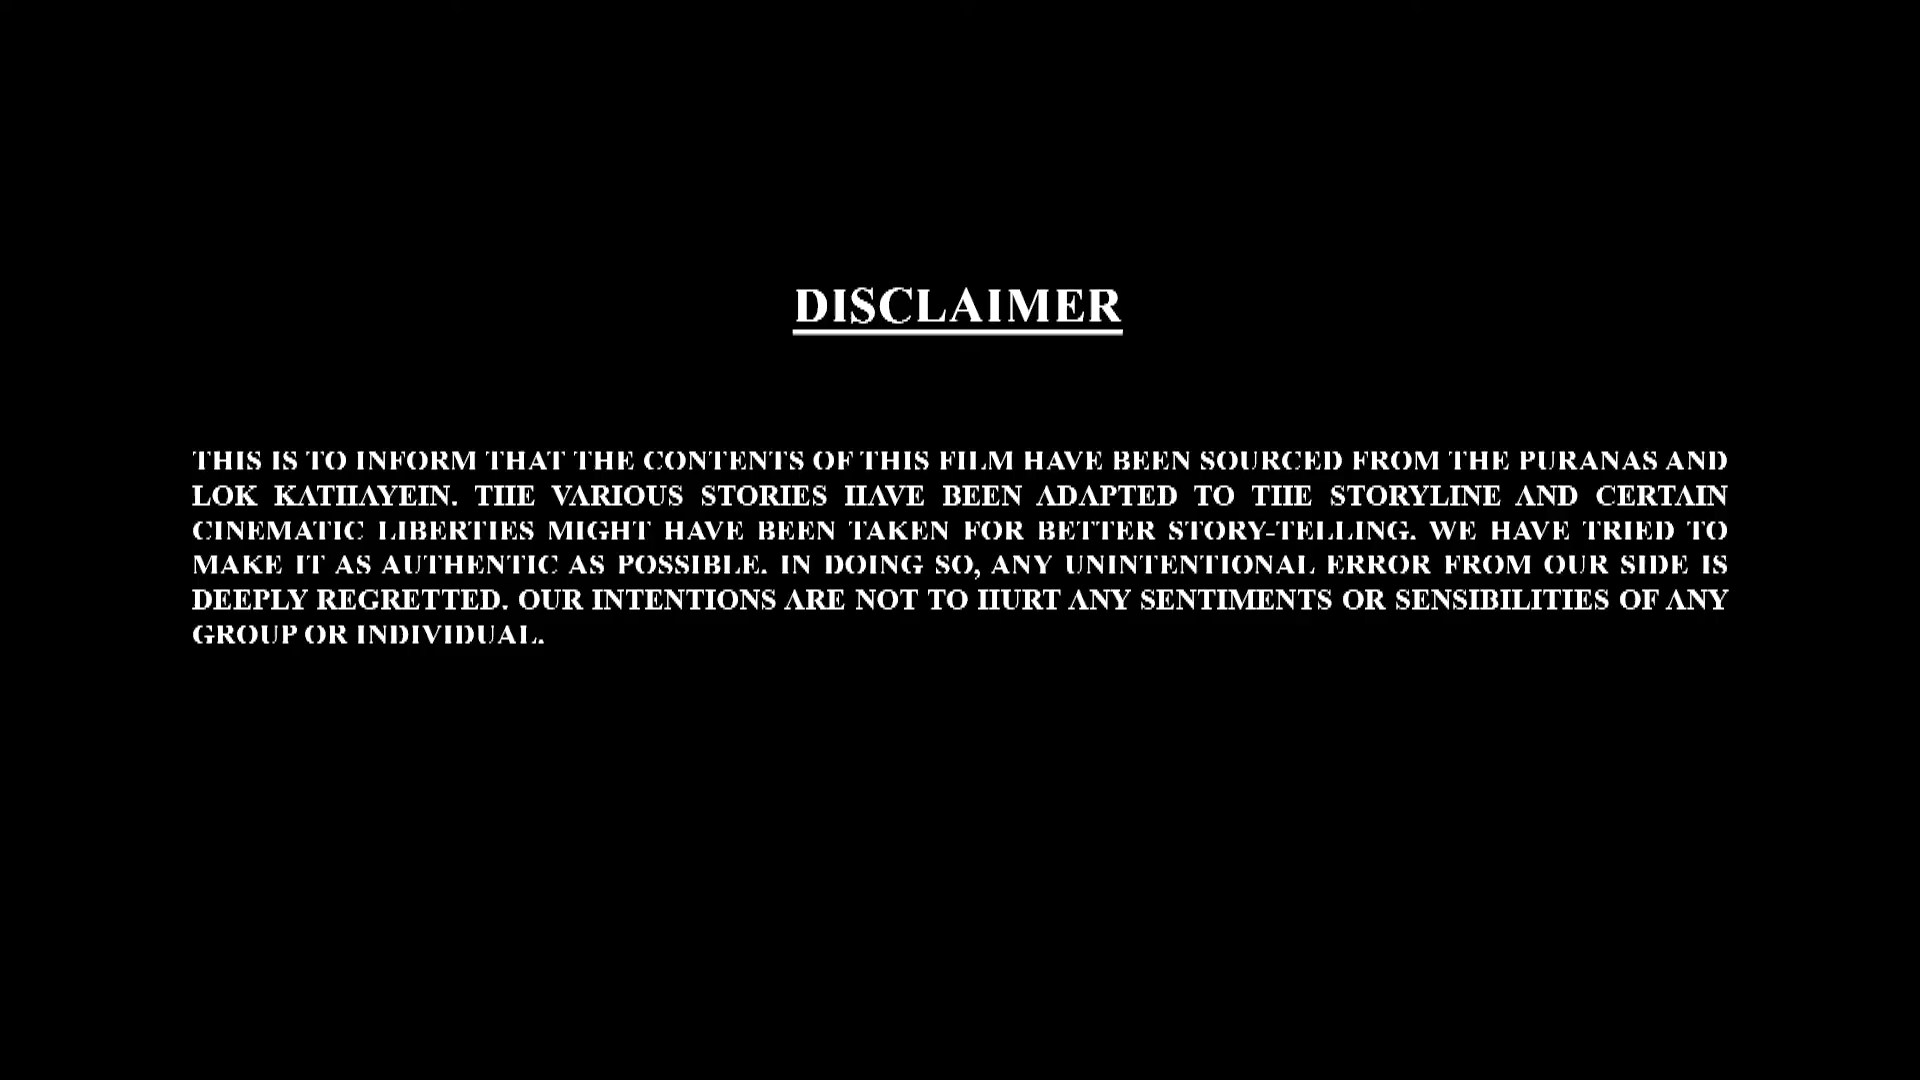 DISCLAIMER
THIS IS TO INFORM THAT THE CONTENTS OF THIS FILM HAVE BEEN SOURCED FROM THE PURANAS AND
LOK KATHAYEIN. THE VARIOUS STORIES HAVE BEEN ADAPTED TO THE STORYLINE AND CERTAIN
CINEMATIC LIBERTIES MIGHT HAVE BEEN TAKEN FOR BETTER STORY-TELLING. WE HAVE TRIED TO
MAKE IT AS AUTHENTIC AS POSSIBLE. IN DOING SO, ANY UNINTENTIONAL ERROR FROM OUR SIDE IS
DEEPLY REGRETTED. OUR INTENTIONS ARE NOT TO HURT ANY SENTIMENTS OR SENSIBILITIES OF ANY
GROUP OR INDIVIDUAL.